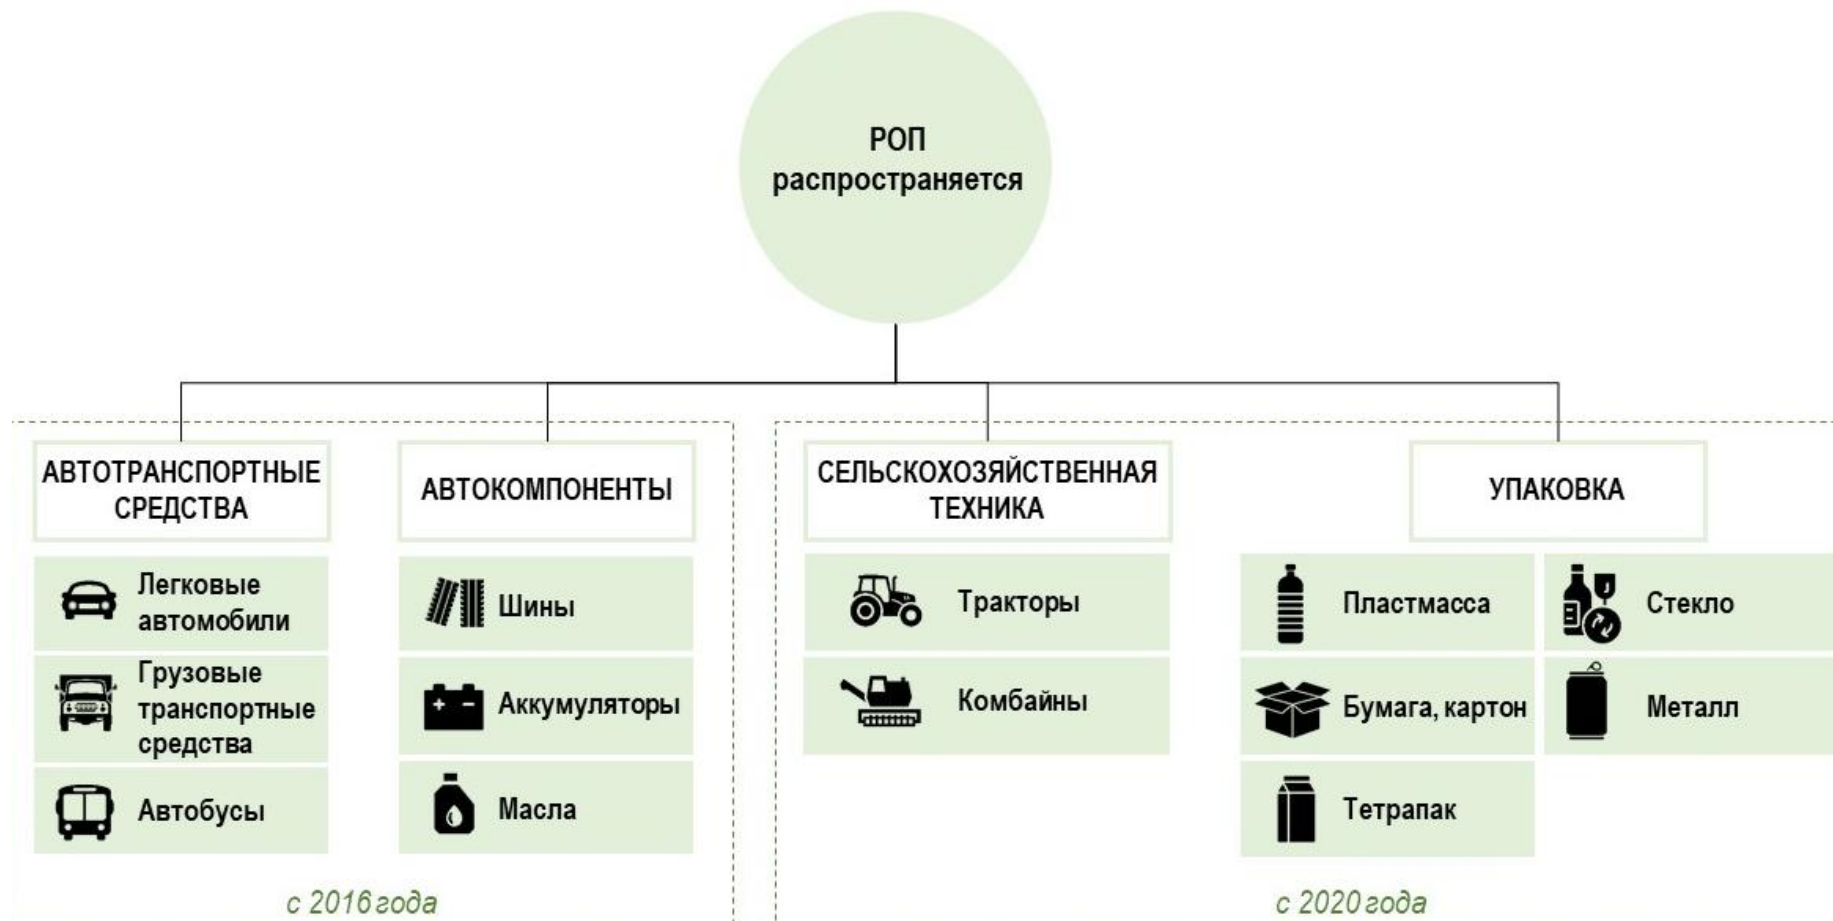 РОП
распространяется
АВТОТРАНСПОРТНЫЕ
СРЕДСТВА
Легковые
автомобили
Грузовые
транспортные
средства
Автобусы
АВТОКОМПОНЕНТЫ
Шины
Аккумуляторы
Масла
с 2016 года
СЕЛЬСКОХОЗЯЙСТВЕННАЯ
ТЕХНИКА
Тракторы
Комбайны
УПАКОВКА
Пластмасса
Стекло
Бумага, картон
Металл
Тетрапак
с 2020 года